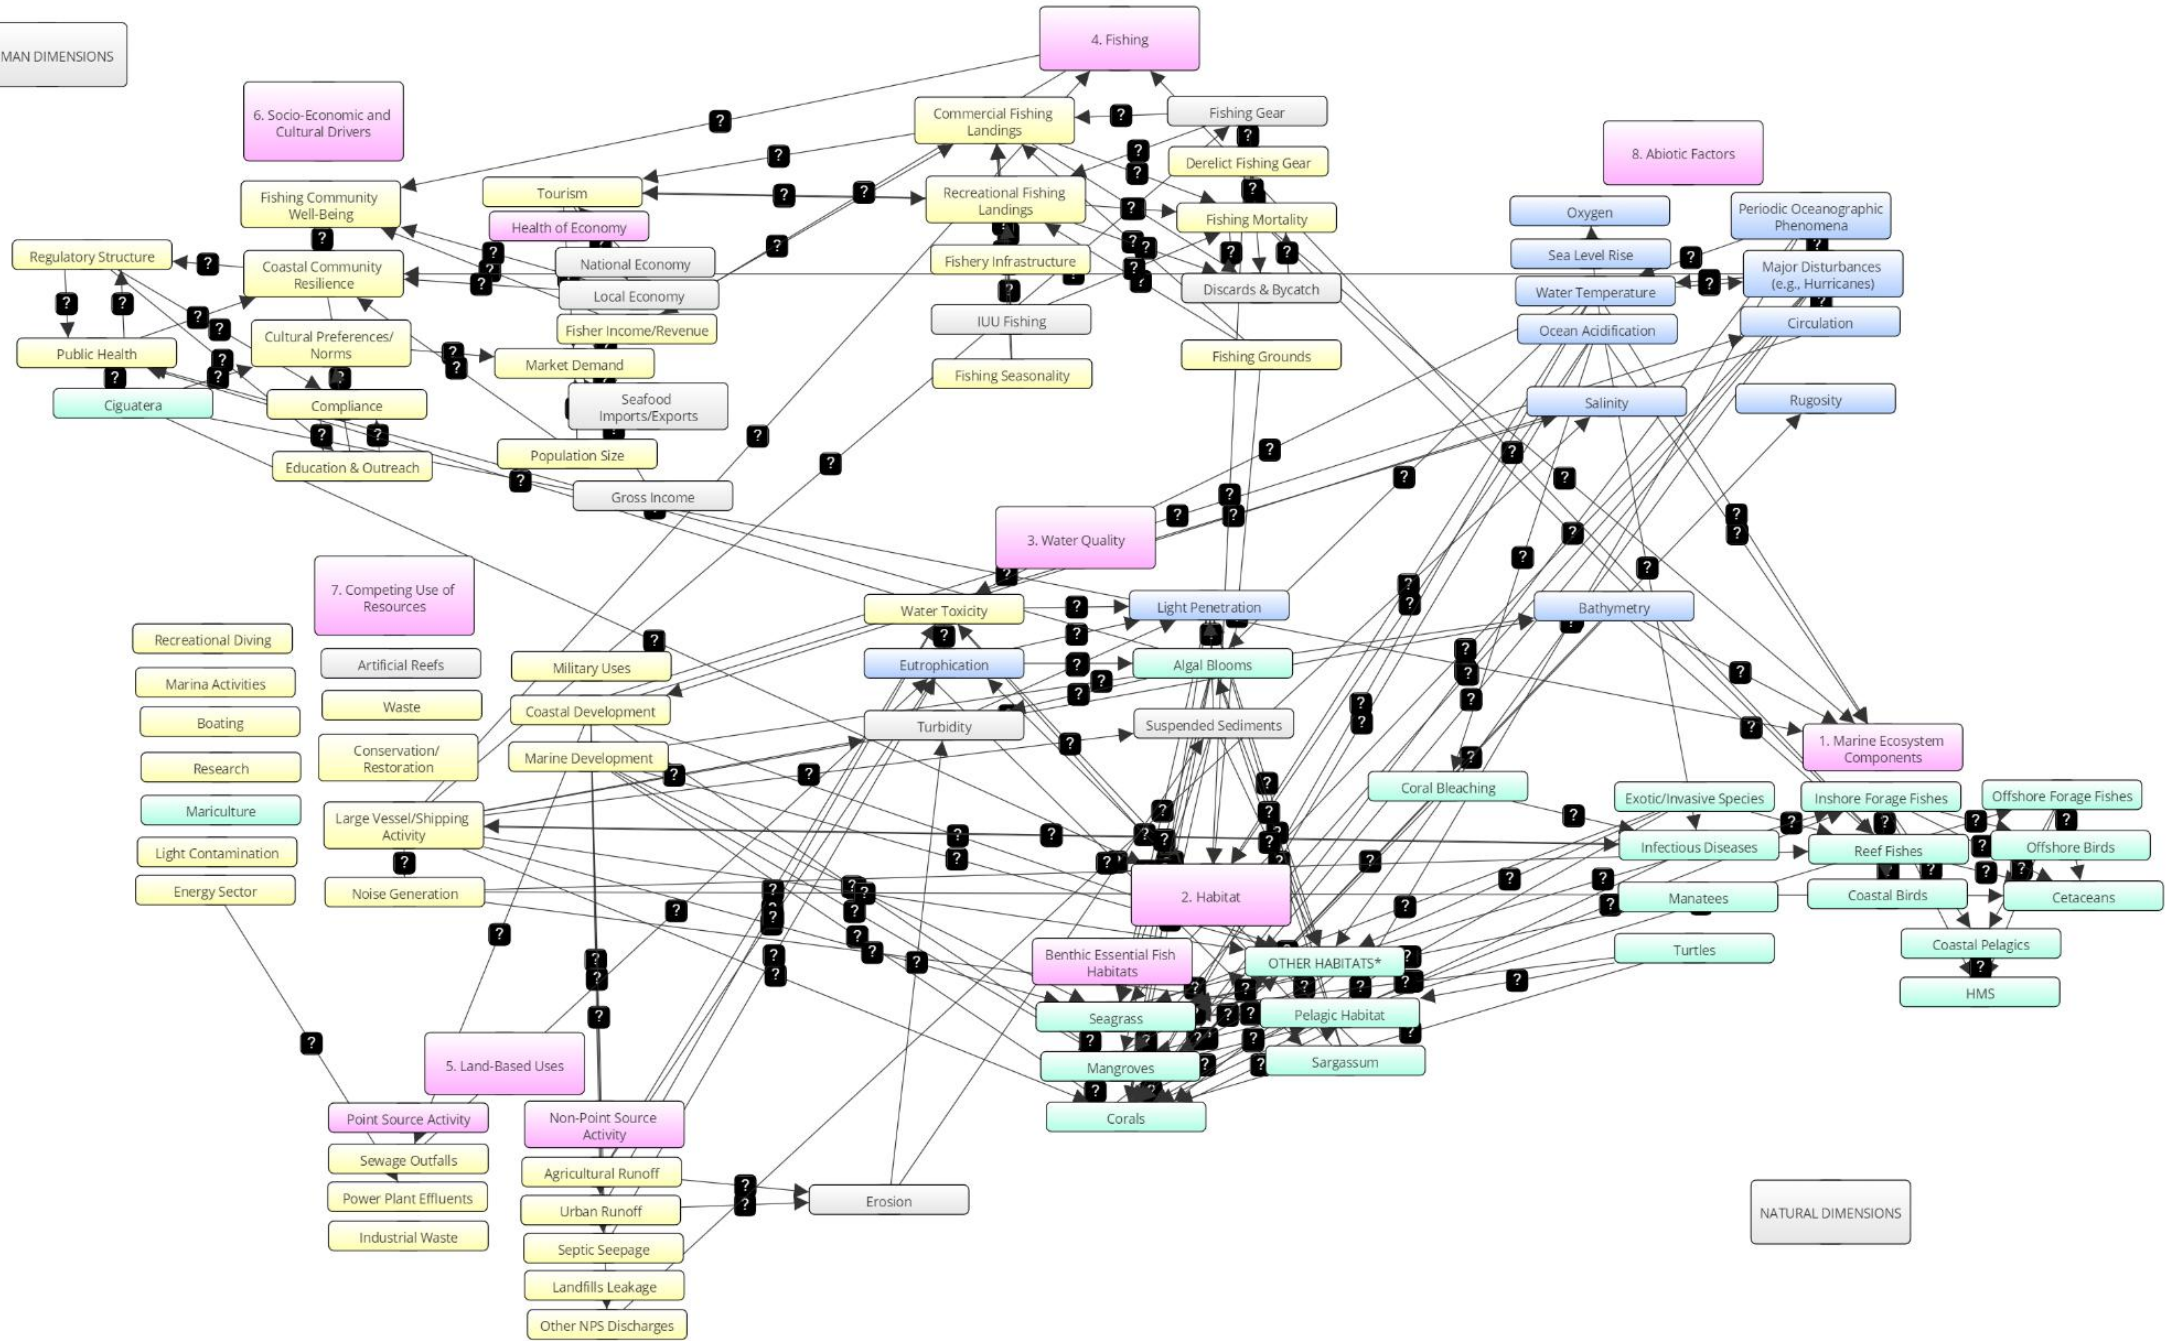 MAN DIMENSIONS
4. Fishing
6. Socio-Economic and
Cultural Drivers
Commercial Fishing
Landings
Fishing Gear
Derelict Fishing Gear
8. Abiotic Factors
Fishing Community
Well-Being
Tourism
Health of Economy
Recreational Fishing
Landings
Fishing Mortality
Oxygen
Periodic Oceanographic
Phenomena
Regulatory Structure
Coastal Community
Resilience
National Economy
Local Economy
Fishery Infrastructure
Discards & Bycatch
Sea Level Rise
Water Temperature
Major Disturbances
(e.g., Hurricanes)
Public Health
Cultural Preferences/
Norms
Fisher Income/Revenue
Market Demand
IUU Fishing
Fishing Seasonality
Fishing Grounds
Ocean Acidification
Circulation
Ciguatera
Compliance
Seafood
Imports/Exports
Salinity
Rugosity
Education & Outreach
Population Size
Gross Income
3. Water Quality
7. Competing Use of
Resources
Water Toxicity
Light Penetration
Bathymetry
Recreational Diving
Artificial Reefs
Military Uses
Eutrophication
Algal Blooms
Marina Activities
Waste
Coastal Development
Turbidity
Suspended Sediments
Boating
Conservation/
Restoration
Marine Development
1. Marine Ecosystem
Components
Research
Coral Bleaching
Exotic/Invasive Species
Inshore Forage Fishes
Offshore Forage Fishes
Mariculture
Large Vessel/Shipping
Activity
Infectious Diseases
Reef Fishes
Offshore Birds
Light Contamination
Energy Sector
Noise Generation
2. Habitat
Manatees
Coastal Birds
Cetaceans
Benthic Essential Fish
Habitats
OTHER HABITATS*
Turtles
Coastal Pelagics
HMS
Seagrass
Pelagic Habitat
Mangroves
Sargassum
Corals
5. Land-Based Uses
Point Source Activity
Non-Point Source
Activity
Sewage Outfalls
Agricultural Runoff
Power Plant Effluents
Urban Runoff
Erosion
Industrial Waste
Septic Seepage
Landfills Leakage
Other NPS Discharges
NATURAL DIMENSIONS